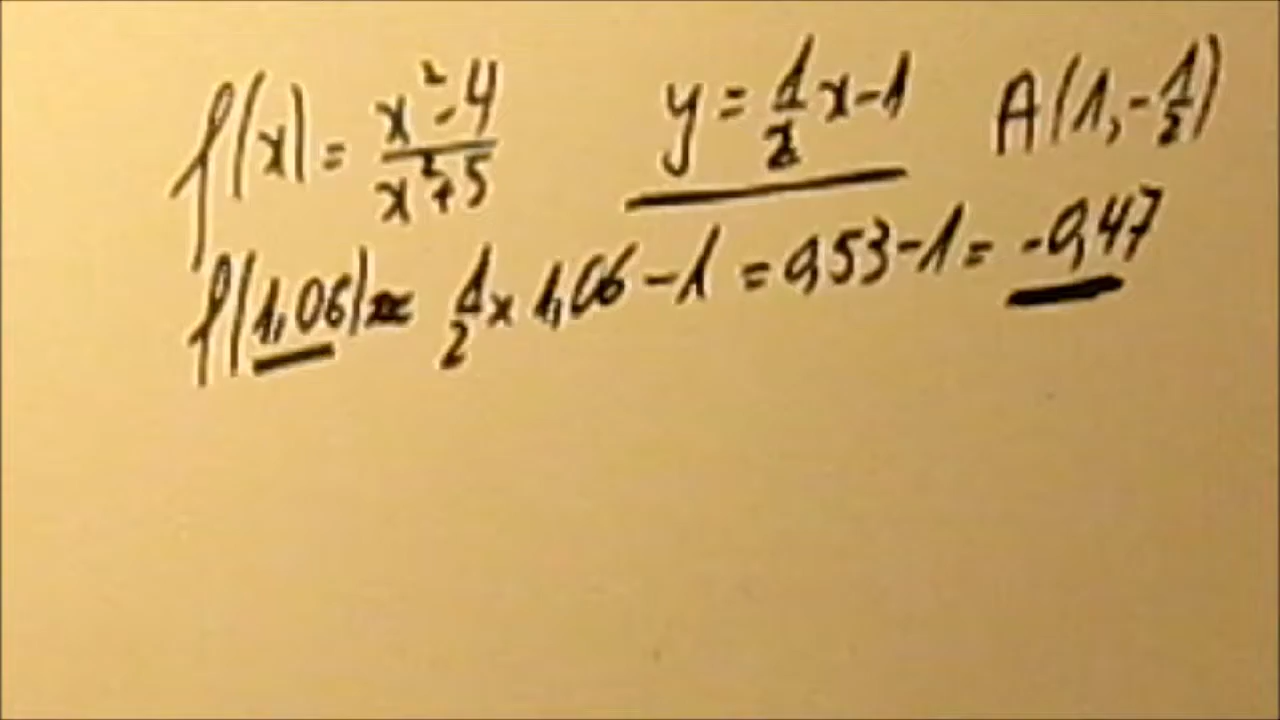 f(x) = x²-4 / x²+5 y = 1/2 x - 1 A(1, -1/2)
f(1,06) ≈ 1/2 x 1,06 - 1 = 0,53 - 1 = -0,47